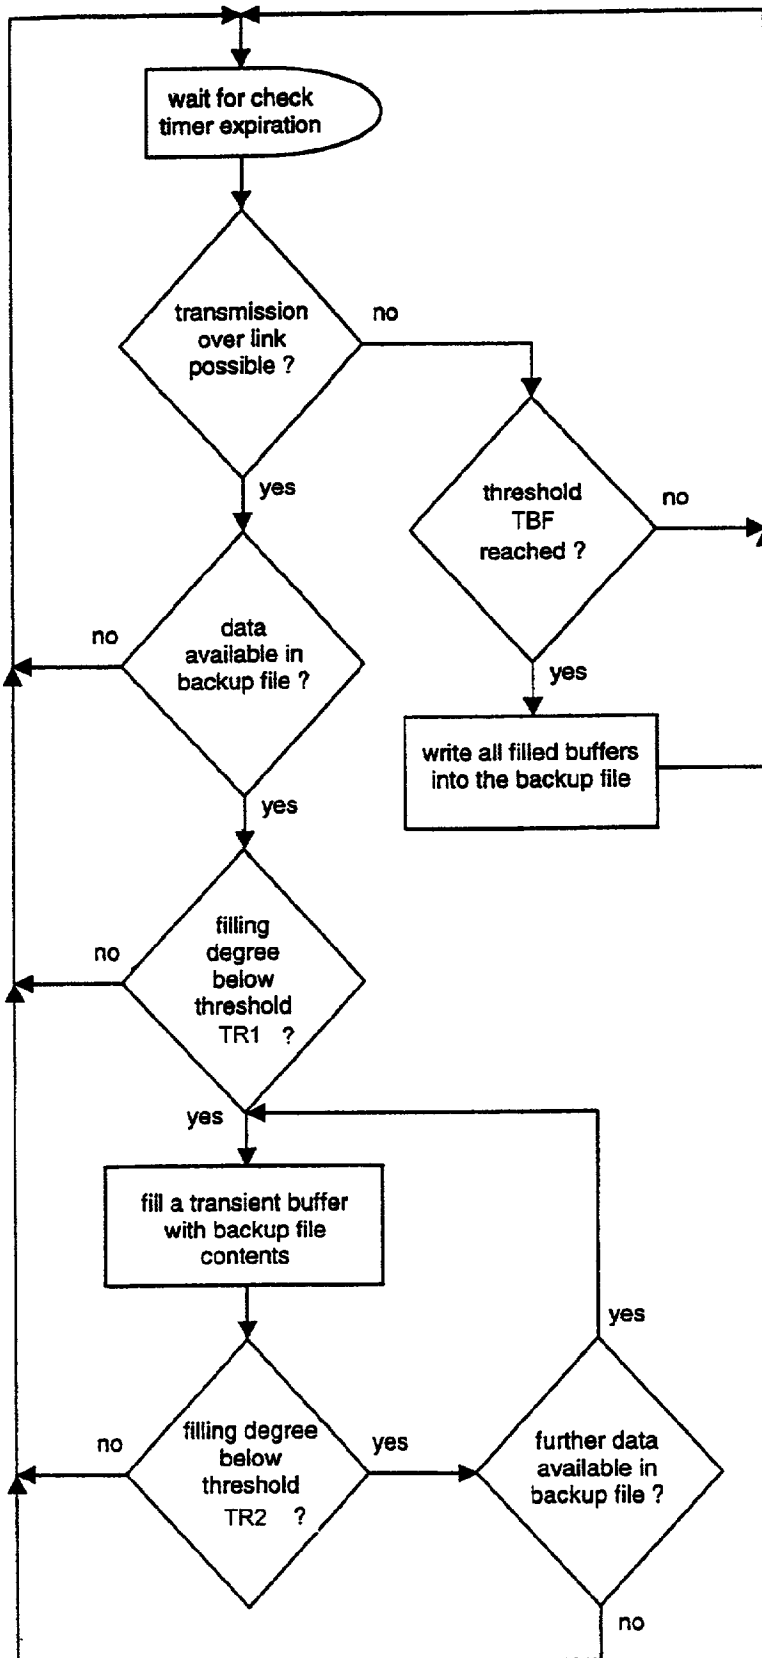 wait for check
timer expiration
transmission
over link
possible ?
no
yes
threshold
TBF
reached ?
no
yes
write all filled buffers
into the backup file
data
available in
backup file ?
no
yes
filling
degree
below
threshold
TR1 ?
no
yes
fill a transient buffer
with backup file
contents
filling degree
below
threshold
TR2 ?
no
yes
further data
available in
backup file ?
yes
no